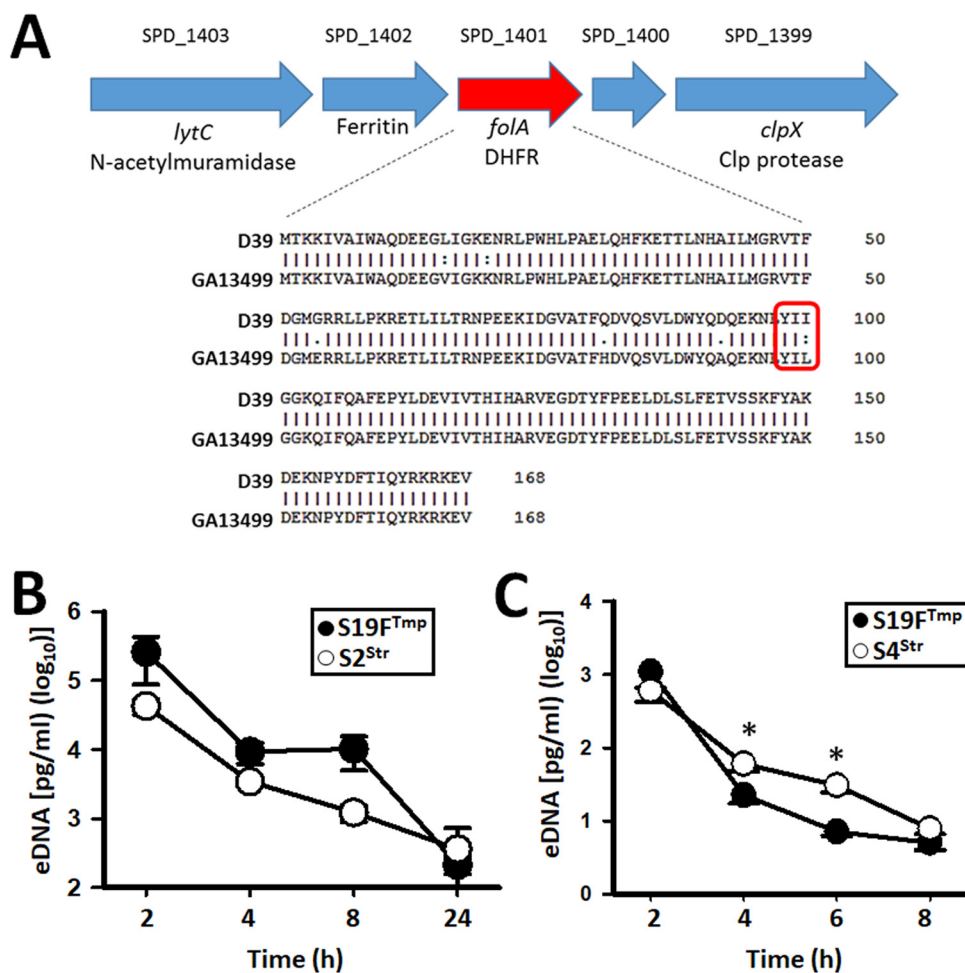 A
SPD_1403 SPD_1402 SPD_1401 SPD_1400 SPD_1399
lytC Ferritin folA clpX
N-acetylmuramidase DHFR Clp protease
D39 MTKKIVAIWAQDEEGLIGKENRLPWHLPAELQHFKETTLNHAILMGRVTF 50
|||||||||||||||:|||:||||||||||||||||||||||||||||||
GA13499 MTKKIVAIWAQDEEGVIGKKNRLPWHLPAELQHFKETTLNHAILMGRVTF 50
D39 DGMGRRLLPKRETLILTRNPEEKIDGVATFQDVQSVLDWYQDQEKNLYII 100
|||.||||||||||||||||||||||||||.|||||||||||.|||||||:
GA13499 DGMERRLLPKRETLILTRNPEEKIDGVATFHDVQSVLDWYQAQEKNLYIL 100
D39 GGKQIFQAFEPYLDEVIVTHIHARVEGDTYFPEELDLSLFETVSSKFYAK 150
||||||||||||||||||||||||||||||||||||||||||||||||||
GA13499 GGKQIFQAFEPYLDEVIVTHIHARVEGDTYFPEELDLSLFETVSSKFYAK 150
D39 DEKNPYDFTIQYRKRKEV 168
||||||||||||||||||
GA13499 DEKNPYDFTIQYRKRKEV 168
B
eDNA [pg/ml) (log10)]
6
5
4
3
2
S19FTmp
S2Str
2 4 8 24
Time (h)
C
eDNA [pg/ml) (log10)]
4
3
2
1
0
S19FTmp
S4Str
* *
2 4 6 8
Time (h)